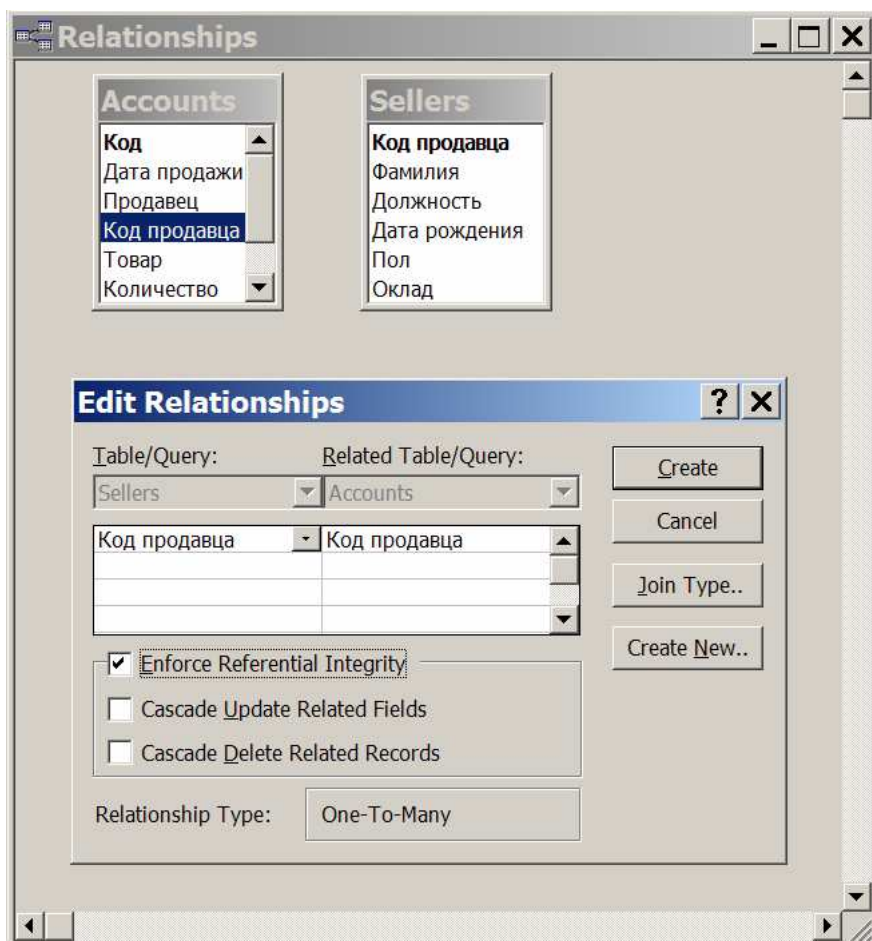 Relationships
Accounts
Код
Дата продажи
Продавец
Код продавца
Товар
Количество
Sellers
Код продавца
Фамилия
Должность
Дата рождения
Пол
Оклад
Edit Relationships
Table/Query: Related Table/Query:
Sellers Accounts
Код продавца Код продавца
Enforce Referential Integrity
Cascade Update Related Fields
Cascade Delete Related Records
Relationship Type: One-To-Many
Create
Cancel
Join Type..
Create New..